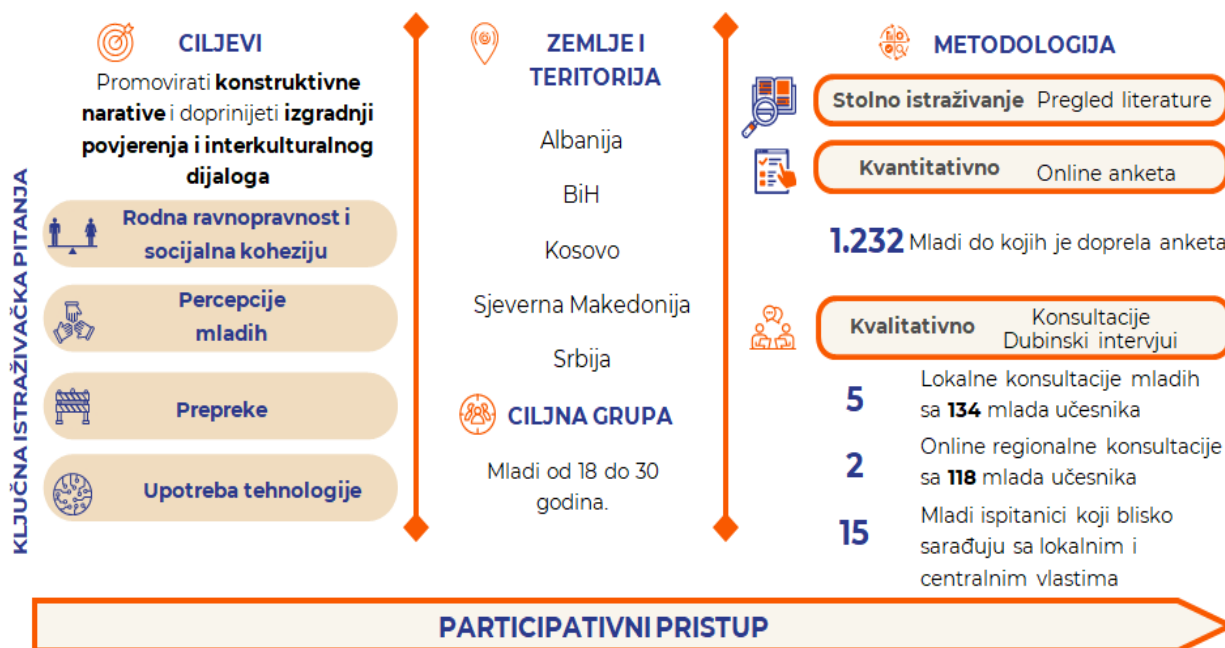 KLJUČNA ISTRAŽIVAČKA PITANJA
CILJEVI
Promovirati konstruktivne
narative i doprinijeti izgradnji
povjerenja i interkulturalnog
dijaloga
Rodna ravnopravnost i
socijalna koheziju
Percepcije
mladih
Prepreke
Upotreba tehnologije
ZEMLJE I
TERITORIJA
Albanija
BiH
Kosovo
Sjeverna Makedonija
Srbija
CILJNA GRUPA
Mladi od 18 do 30
godina.
METODOLOGIJA
Stolno istraživanje Pregled literature
Kvantitativno Online anketa
1.232 Mladi do kojih je doprela anketa
Kvalitativno Konsultacije
Dubinski intervjui
5 Lokalne konsultacije mladih
sa 134 mlada učesnika
2 Online regionalne konsultacije
sa 118 mlada učesnika
15 Mladi ispitanici koji blisko
sarađuju sa lokalnim i
centralnim vlastima
PARTICIPATIVNI PRISTUP